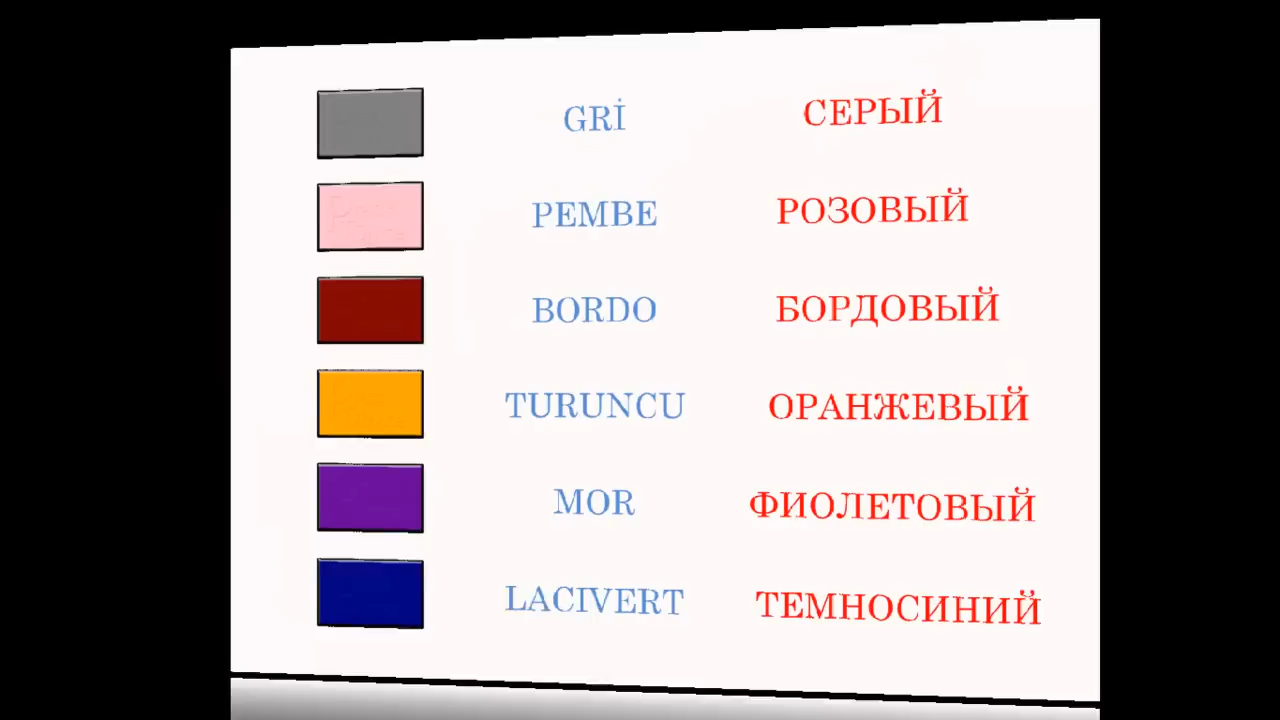 GRİ СЕРЫЙ
PEMBE РОЗОВЫЙ
BORDO БОРДОВЫЙ
TURUNCU ОРАНЖЕВЫЙ
MOR ФИОЛЕТОВЫЙ
LACIVERT ТЕМНОСИНИЙ